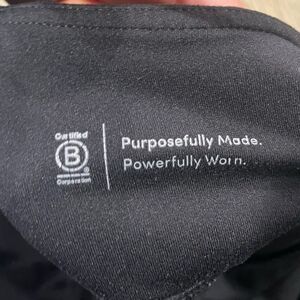 Certified
B
®
Corporation
Purposefully Made.
Powerfully Worn.